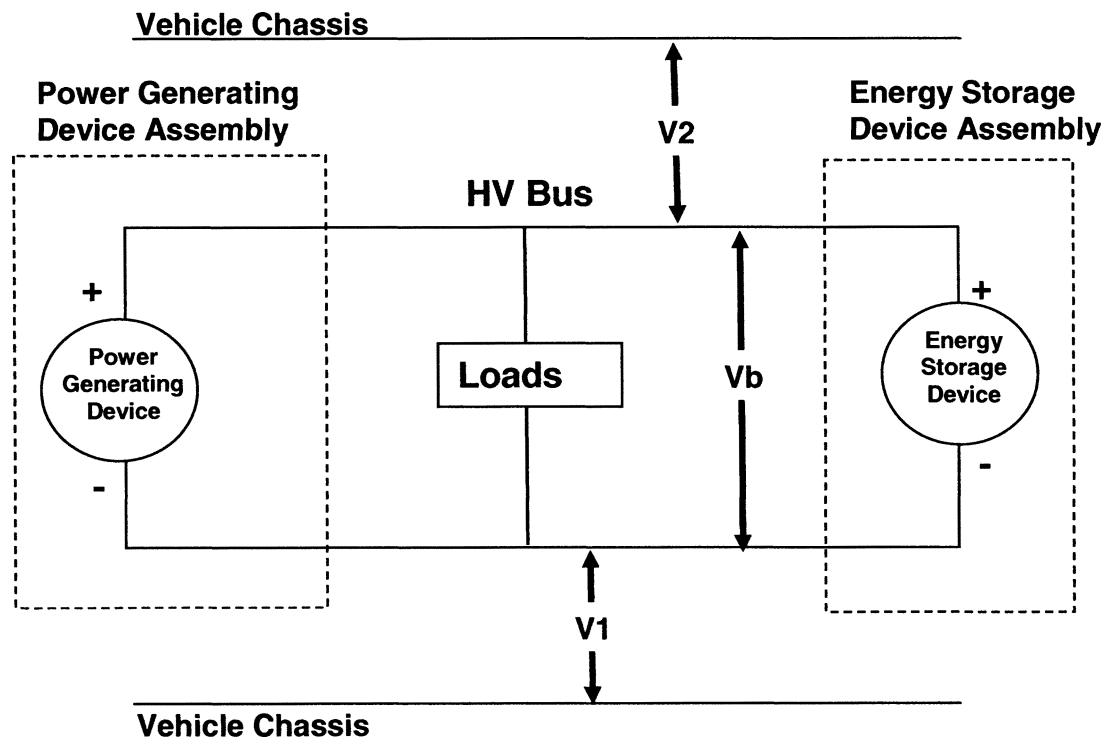 Vehicle Chassis
Power Generating
Device Assembly
Energy Storage
Device Assembly
V2
HV Bus
+
+
Power
Generating
Device
Loads
Vb
Energy
Storage
Device
-
-
V1
Vehicle Chassis